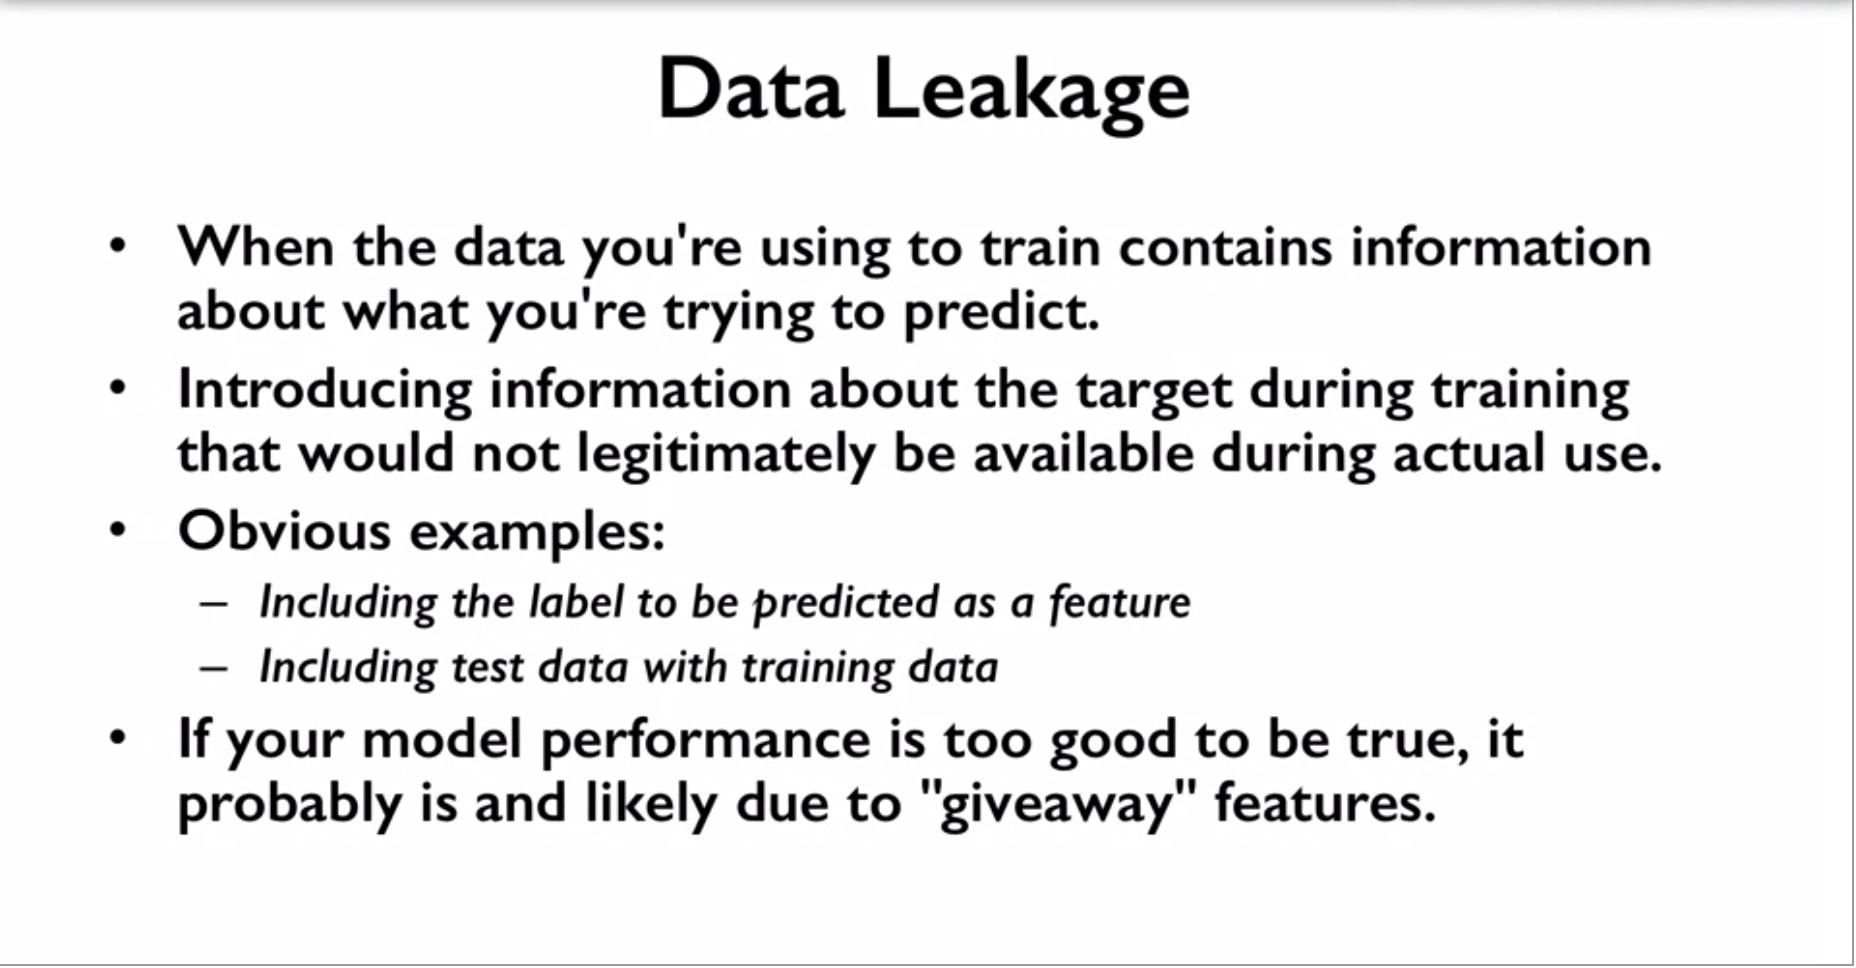 Data Leakage
• When the data you're using to train contains information
about what you're trying to predict.
• Introducing information about the target during training
that would not legitimately be available during actual use.
• Obvious examples:
– Including the label to be predicted as a feature
– Including test data with training data
• If your model performance is too good to be true, it
probably is and likely due to "giveaway" features.